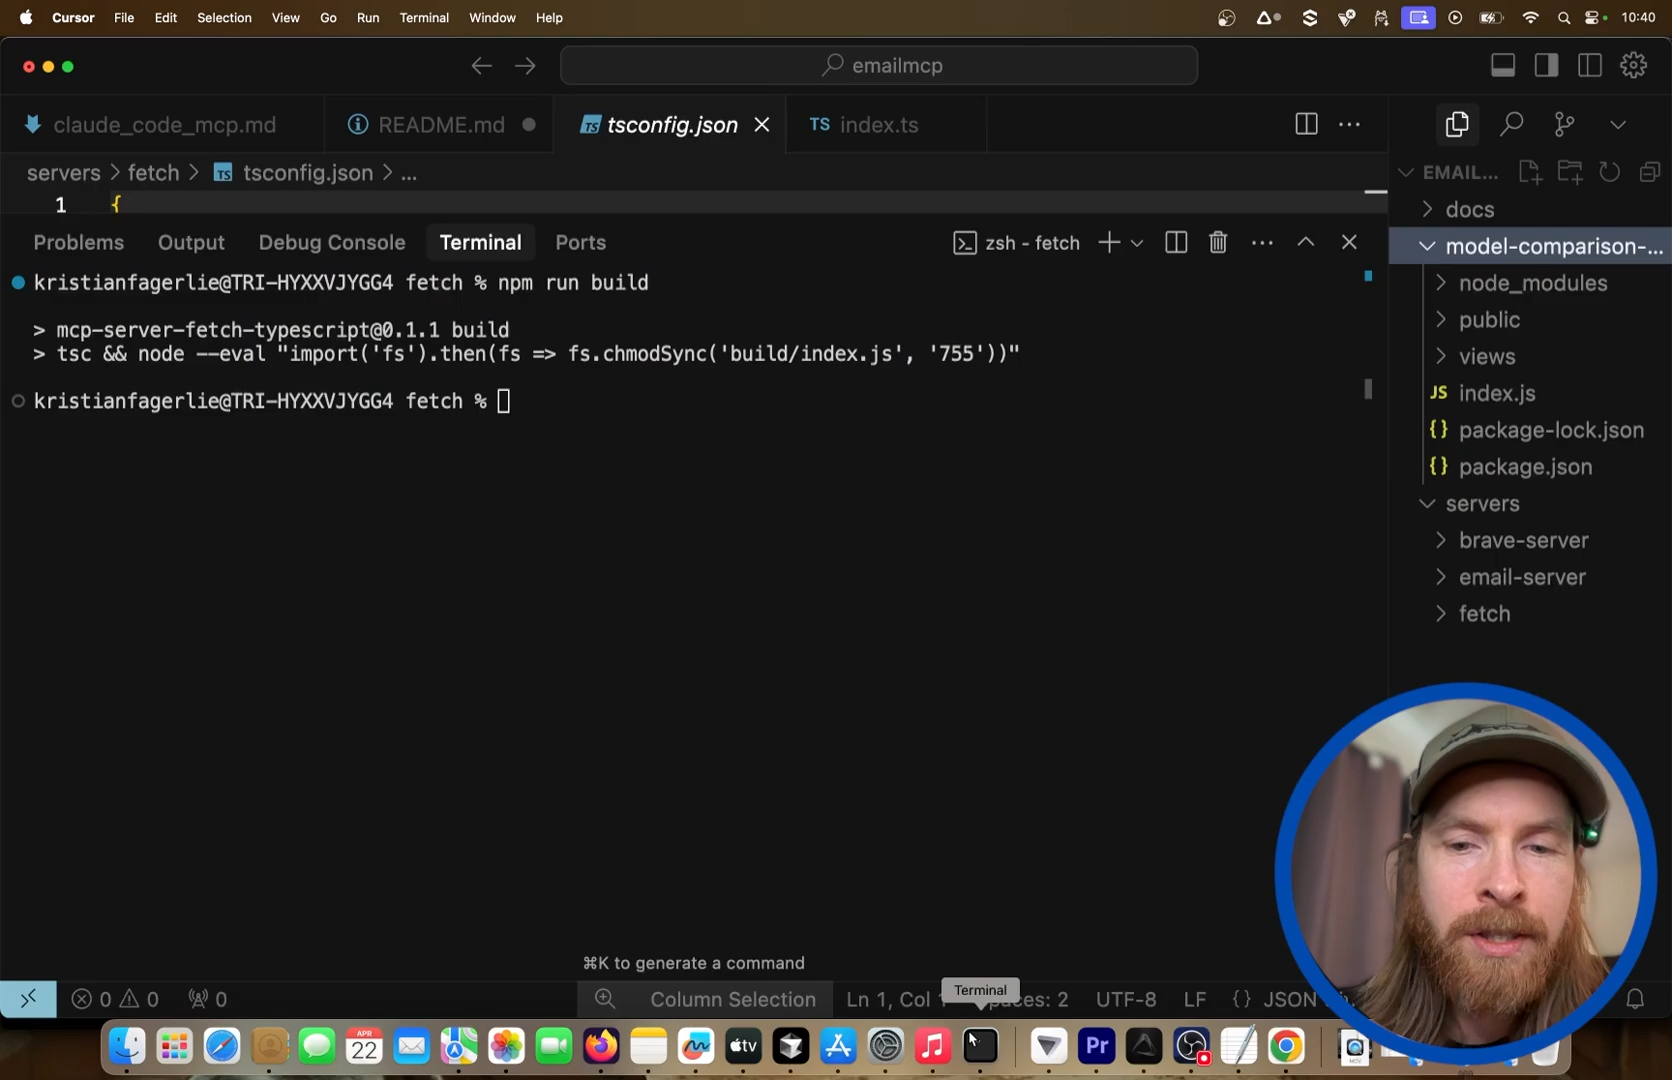 Cursor File Edit Selection View Go Run Terminal Window Help 10:40
emailmcp
claude_code_mcp.md README.md tsconfig.json TS index.ts
servers > fetch > TS tsconfig.json > ...
1 {
Problems Output Debug Console Terminal Ports zsh - fetch
kristianfagerlie@TRI-HYXXVJYGG4 fetch % npm run build
> mcp-server-fetch-typescript@0.1.1 build
> tsc && node --eval "import('fs').then(fs => fs.chmodSync('build/index.js', '755'))"
kristianfagerlie@TRI-HYXXVJYGG4 fetch %
EMAIL...
docs
model-comparison-...
node_modules
public
views
JS index.js
{} package-lock.json
{} package.json
servers
brave-server
email-server
fetch
⌘K to generate a command
0 0 0 Column Selection Ln 1, Col paces: 2 UTF-8 LF {} JSON
Terminal
APR
22
tv
Pr